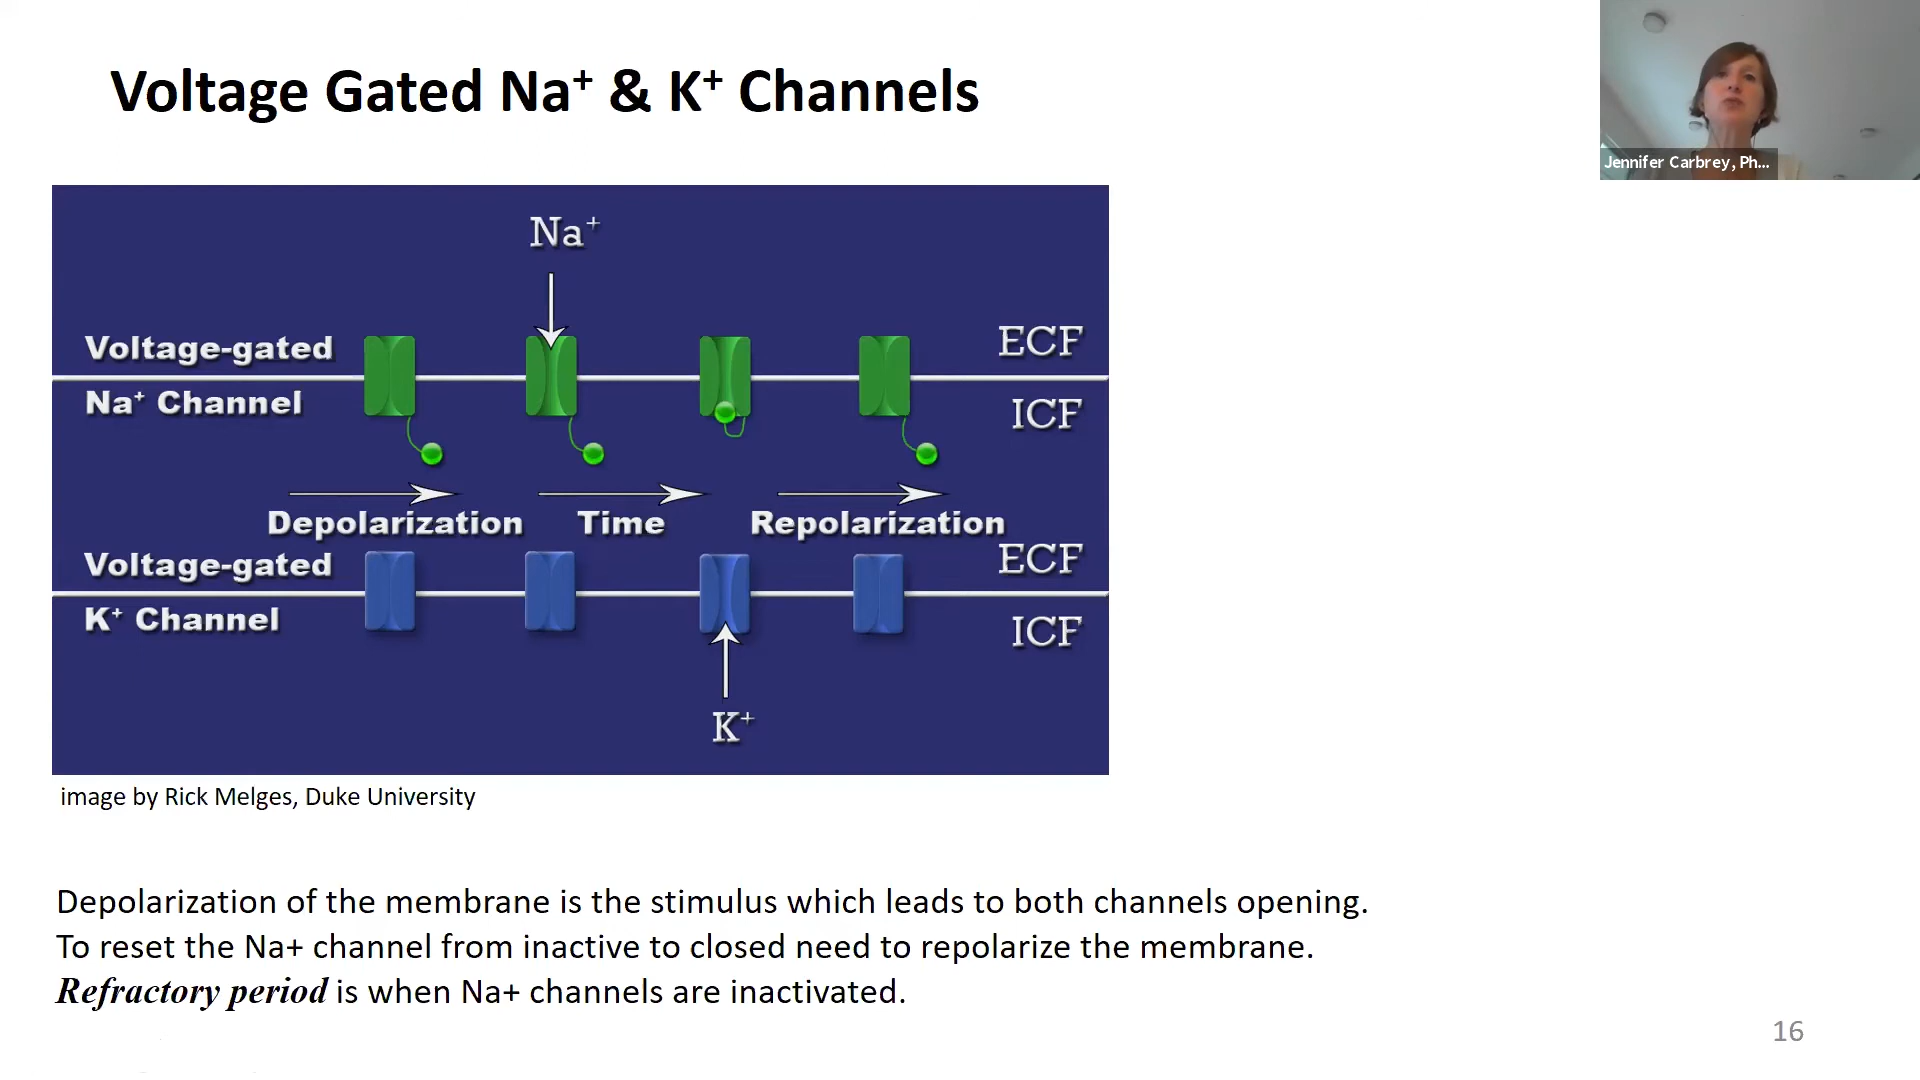 Voltage Gated Na⁺ & K⁺ Channels
Jennifer Carbrey, Ph...
Na⁺
Voltage-gated
Na⁺ Channel
ECF
ICF
Depolarization
Time
Repolarization
Voltage-gated
K⁺ Channel
ECF
ICF
K⁺
image by Rick Melges, Duke University
Depolarization of the membrane is the stimulus which leads to both channels opening.
To reset the Na+ channel from inactive to closed need to repolarize the membrane.
Refractory period is when Na+ channels are inactivated.
16